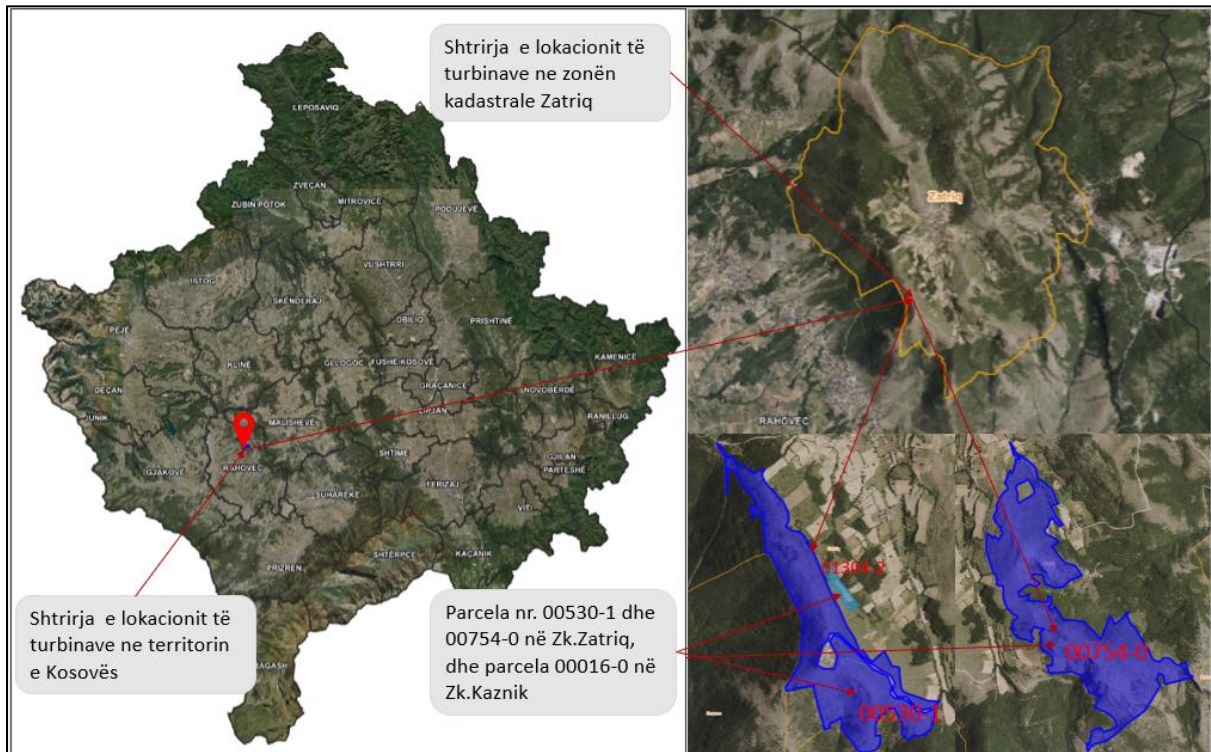 Shtrirja e lokacionit të
turbinave ne zonën
kadastrale Zatriq
LEPOSAVIQ
ZVEÇAN
ZUBIN POTOK
MITROVICË
PODUJEVË
VUSHTRRI
ISTOG
SKËNDERAJ
OBILIQ
PRISHTINË
PEJË
KLINË
GLLOGOC
FUSHË KOSOVË
KAMENICË
GRAÇANICË
NOVOBËRDË
DEÇAN
JUNIK
MALISHEVË
LIPJAN
RANILLUG
GJAKOVË
RAHOVEC
SHTIME
GJILAN
PARTESHË
SUHAREKË
FERIZAJ
VITI
SHTËRPCË
KAÇANIK
PRIZREN
Zatriq
RAHOVEC
Shtrirja e lokacionit të
turbinave ne territorin
e Kosovës
Parcela nr. 00530-1 dhe
00754-0 në Zk.Zatriq,
dhe parcela 00016-0 në
Zk.Kaznik
01304-2
00530-1
00754-0